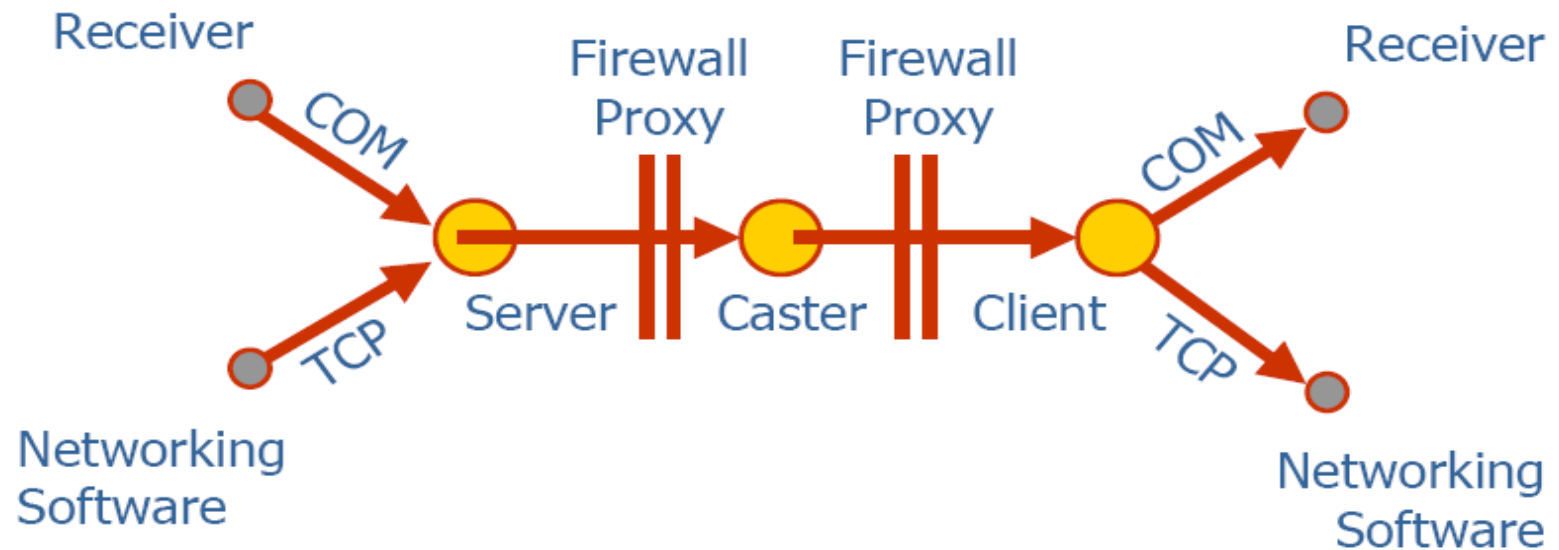 Receiver
Firewall
Proxy
Firewall
Proxy
Receiver
COM
COM
Server
Caster
Client
TCP
TCP
Networking
Software
Networking
Software